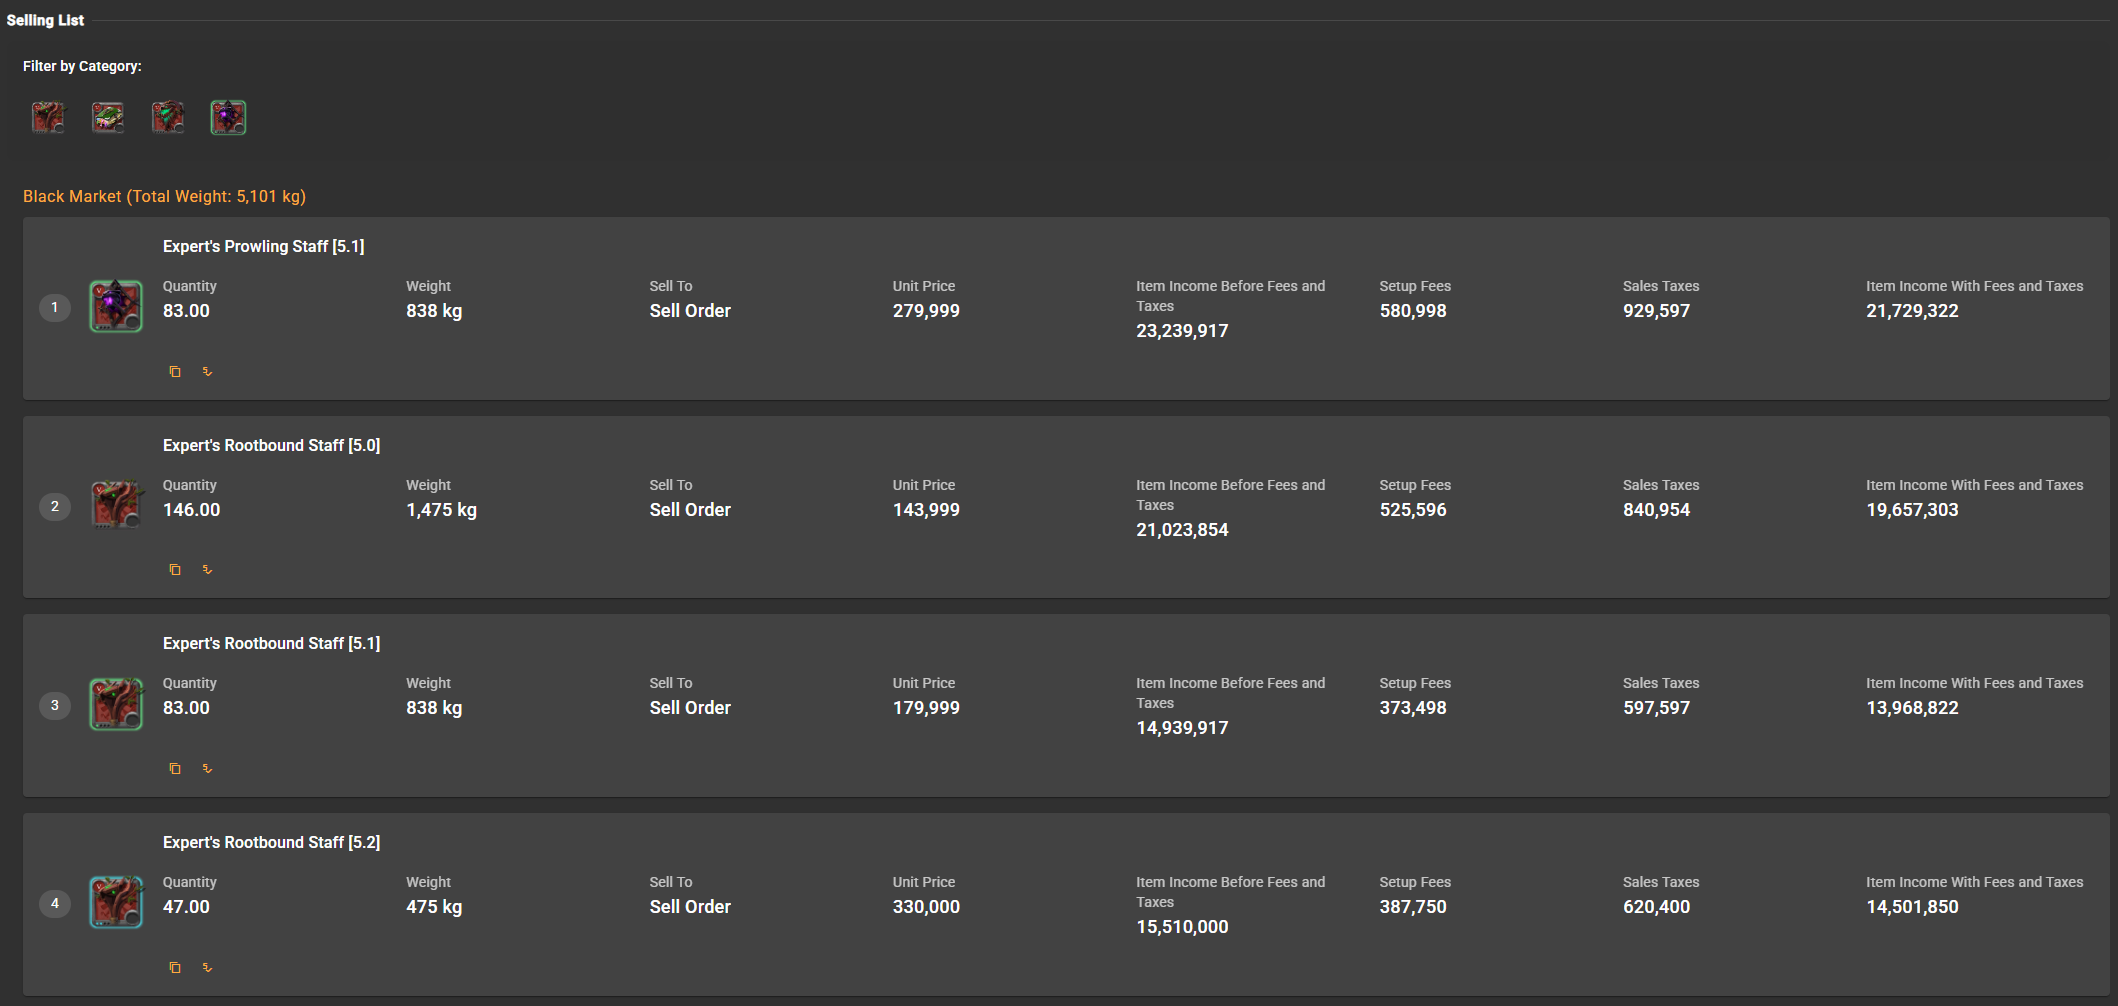 Selling List
Filter by Category:
Black Market (Total Weight: 5,101 kg)
Expert's Prowling Staff [5.1]
Quantity Weight Sell To Unit Price Item Income Before Fees and Taxes Setup Fees Sales Taxes Item Income With Fees and Taxes
1 83.00 838 kg Sell Order 279,999 23,239,917 580,998 929,597 21,729,322
Expert's Rootbound Staff [5.0]
Quantity Weight Sell To Unit Price Item Income Before Fees and Taxes Setup Fees Sales Taxes Item Income With Fees and Taxes
2 146.00 1,475 kg Sell Order 143,999 21,023,854 525,596 840,954 19,657,303
Expert's Rootbound Staff [5.1]
Quantity Weight Sell To Unit Price Item Income Before Fees and Taxes Setup Fees Sales Taxes Item Income With Fees and Taxes
3 83.00 838 kg Sell Order 179,999 14,939,917 373,498 597,597 13,968,822
Expert's Rootbound Staff [5.2]
Quantity Weight Sell To Unit Price Item Income Before Fees and Taxes Setup Fees Sales Taxes Item Income With Fees and Taxes
4 47.00 475 kg Sell Order 330,000 15,510,000 387,750 620,400 14,501,850